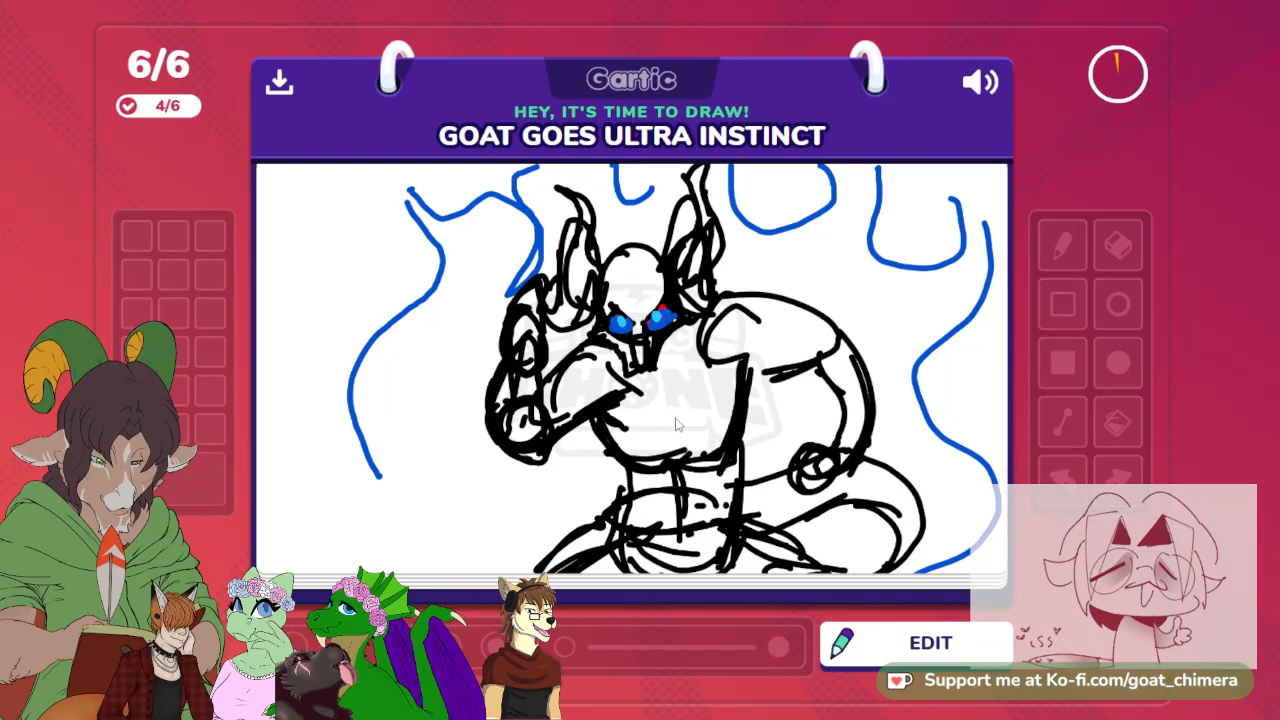 6/6
4/6
Gartic
HEY, IT'S TIME TO DRAW!
GOAT GOES ULTRA INSTINCT
EDIT
Support me at Ko-fi.com/goat_chimera